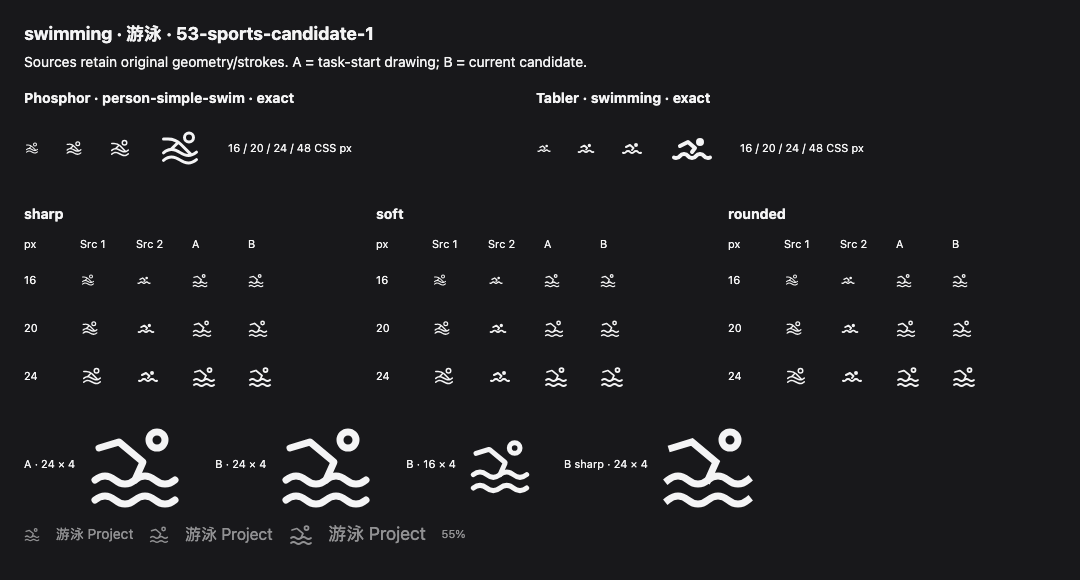 swimming · 游泳 · 53-sports-candidate-1
Sources retain original geometry/strokes. A = task-start drawing; B = current candidate.
Phosphor · person-simple-swim · exact
Tabler · swimming · exact
16 / 20 / 24 / 48 CSS px
16 / 20 / 24 / 48 CSS px
sharp
soft
rounded
px Src 1 Src 2 A B
px Src 1 Src 2 A B
px Src 1 Src 2 A B
16
16
16
20
20
20
24
24
24
A · 24 × 4
B · 24 × 4
B · 16 × 4
B sharp · 24 × 4
游泳 Project
游泳 Project
游泳 Project
55%